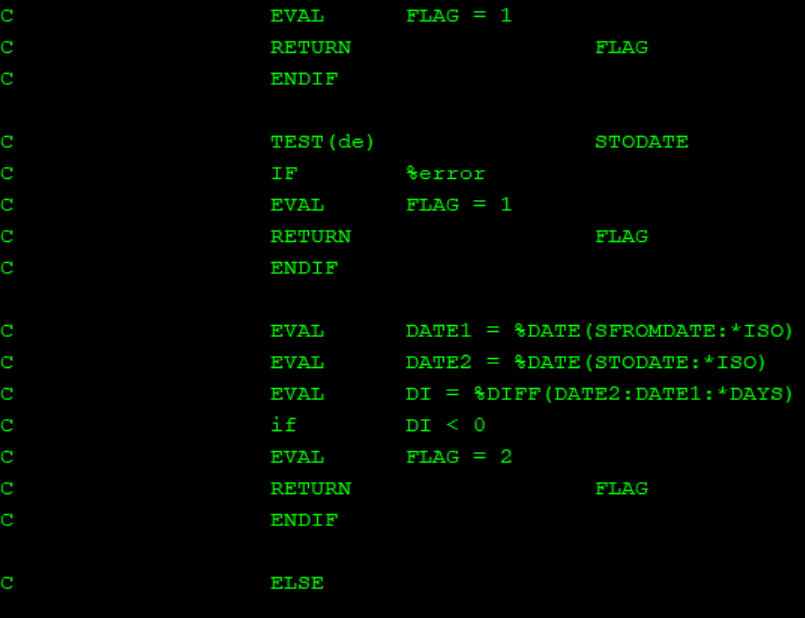 C                    EVAL      FLAG = 1
C                    RETURN                  FLAG
C                    ENDIF
C                    TEST(de)                STODATE
C                    IF        %error
C                    EVAL      FLAG = 1
C                    RETURN                  FLAG
C                    ENDIF
C                    EVAL      DATE1 = %DATE(SFROMDATE:*ISO)
C                    EVAL      DATE2 = %DATE(STODATE:*ISO)
C                    EVAL      DI = %DIFF(DATE2:DATE1:*DAYS)
C                    if        DI < 0
C                    EVAL      FLAG = 2
C                    RETURN                  FLAG
C                    ENDIF
C                    ELSE